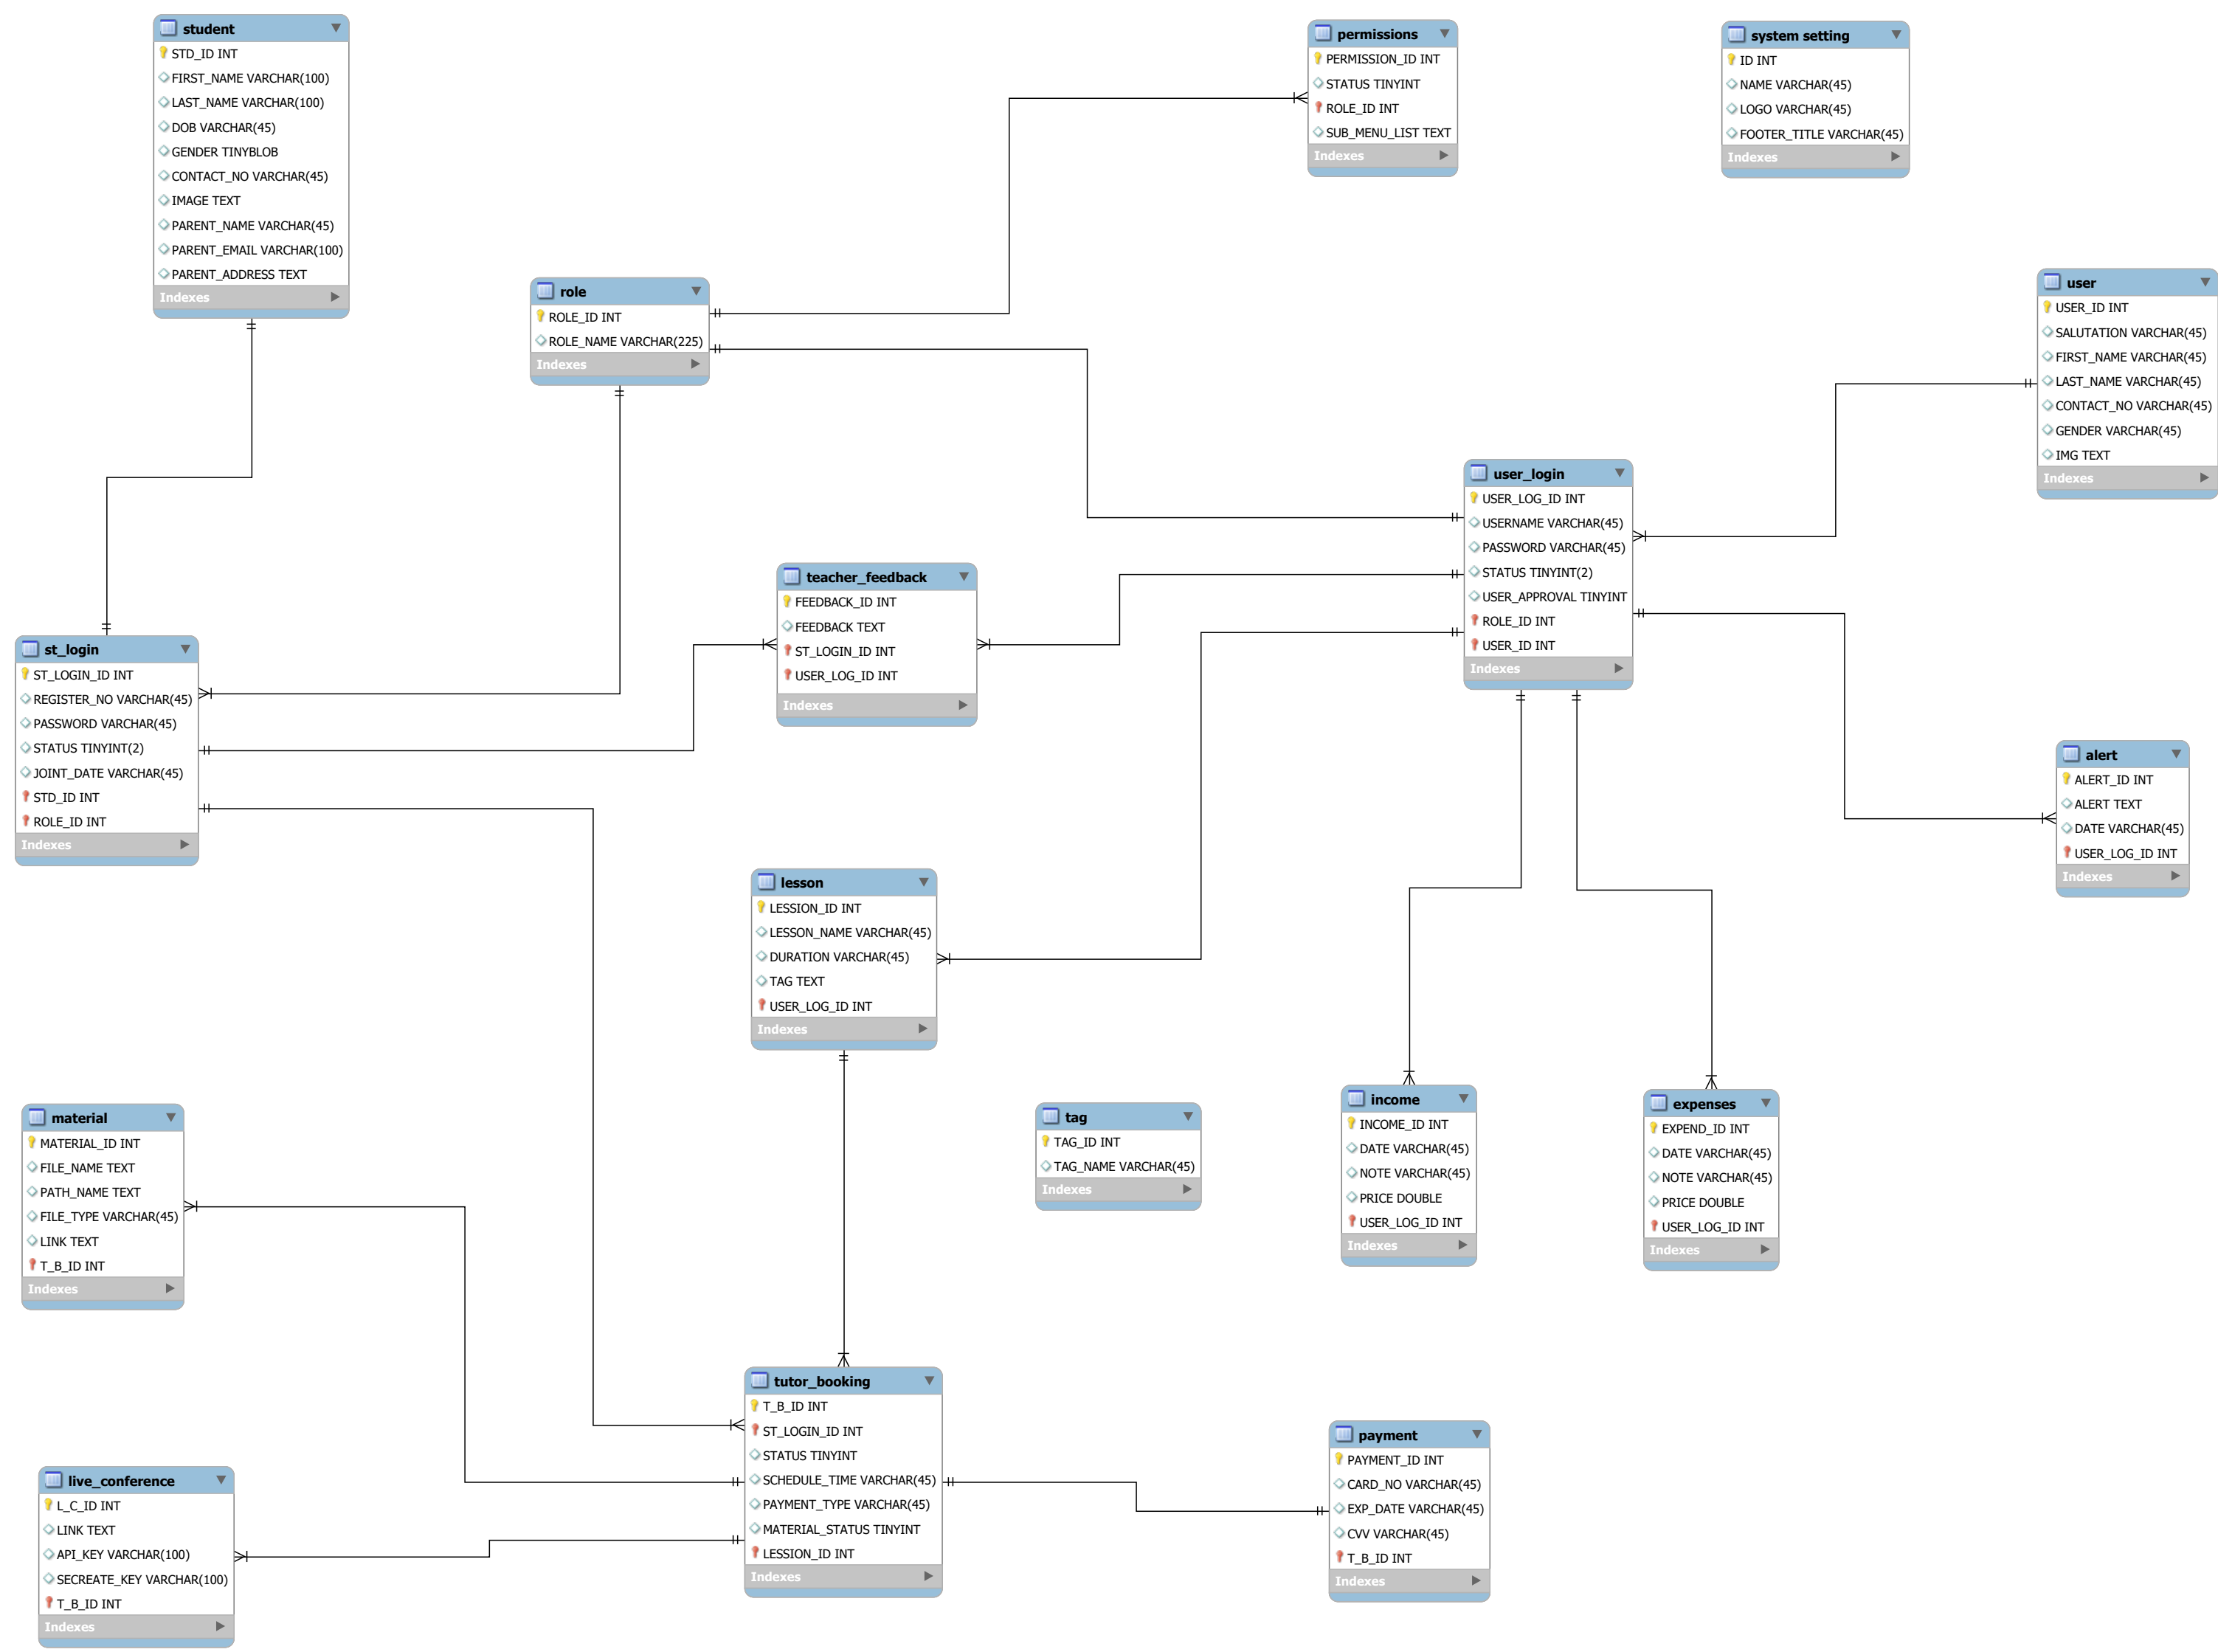 student
STD_ID INT
FIRST_NAME VARCHAR(100)
LAST_NAME VARCHAR(100)
DOB VARCHAR(45)
GENDER TINYBLOB
CONTACT_NO VARCHAR(45)
IMAGE TEXT
PARENT_NAME VARCHAR(45)
PARENT_EMAIL VARCHAR(100)
PARENT_ADDRESS TEXT
Indexes
permissions
PERMISSION_ID INT
STATUS TINYINT
ROLE_ID INT
SUB_MENU_LIST TEXT
Indexes
system setting
ID INT
NAME VARCHAR(45)
LOGO VARCHAR(45)
FOOTER_TITLE VARCHAR(45)
Indexes
role
ROLE_ID INT
ROLE_NAME VARCHAR(225)
Indexes
user
USER_ID INT
SALUTATION VARCHAR(45)
FIRST_NAME VARCHAR(45)
LAST_NAME VARCHAR(45)
CONTACT_NO VARCHAR(45)
GENDER VARCHAR(45)
IMG TEXT
Indexes
user_login
USER_LOG_ID INT
USERNAME VARCHAR(45)
PASSWORD VARCHAR(45)
STATUS TINYINT(2)
USER_APPROVAL TINYINT
ROLE_ID INT
USER_ID INT
Indexes
teacher_feedback
FEEDBACK_ID INT
FEEDBACK TEXT
ST_LOGIN_ID INT
USER_LOG_ID INT
Indexes
st_login
ST_LOGIN_ID INT
REGISTER_NO VARCHAR(45)
PASSWORD VARCHAR(45)
STATUS TINYINT(2)
JOINT_DATE VARCHAR(45)
STD_ID INT
ROLE_ID INT
Indexes
alert
ALERT_ID INT
ALERT TEXT
DATE VARCHAR(45)
USER_LOG_ID INT
Indexes
lesson
LESSION_ID INT
LESSON_NAME VARCHAR(45)
DURATION VARCHAR(45)
TAG TEXT
USER_LOG_ID INT
Indexes
material
MATERIAL_ID INT
FILE_NAME TEXT
PATH_NAME TEXT
FILE_TYPE VARCHAR(45)
LINK TEXT
T_B_ID INT
Indexes
tag
TAG_ID INT
TAG_NAME VARCHAR(45)
Indexes
income
INCOME_ID INT
DATE VARCHAR(45)
NOTE VARCHAR(45)
PRICE DOUBLE
USER_LOG_ID INT
Indexes
expenses
EXPEND_ID INT
DATE VARCHAR(45)
NOTE VARCHAR(45)
PRICE DOUBLE
USER_LOG_ID INT
Indexes
tutor_booking
T_B_ID INT
ST_LOGIN_ID INT
STATUS TINYINT
SCHEDULE_TIME VARCHAR(45)
PAYMENT_TYPE VARCHAR(45)
MATERIAL_STATUS TINYINT
LESSION_ID INT
Indexes
payment
PAYMENT_ID INT
CARD_NO VARCHAR(45)
EXP_DATE VARCHAR(45)
CVV VARCHAR(45)
T_B_ID INT
Indexes
live_conference
L_C_ID INT
LINK TEXT
API_KEY VARCHAR(100)
SECREATE_KEY VARCHAR(100)
T_B_ID INT
Indexes